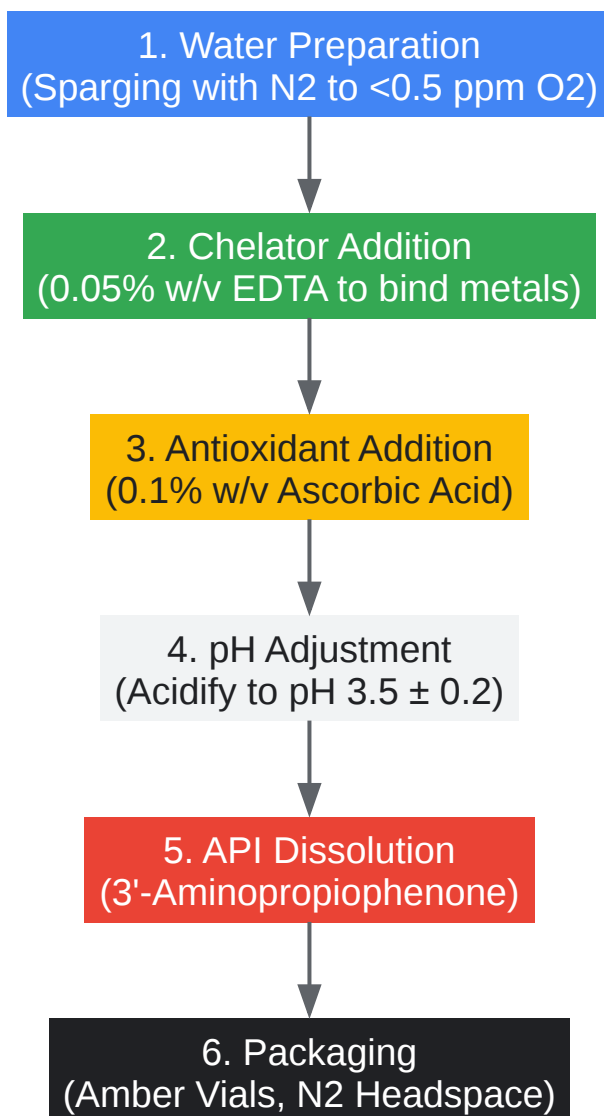 1. Water Preparation
(Sparging with N2 to <0.5 ppm O2)
2. Chelator Addition
(0.05% w/v EDTA to bind metals)
3. Antioxidant Addition
(0.1% w/v Ascorbic Acid)
4. pH Adjustment
(Acidify to pH 3.5 ± 0.2)
5. API Dissolution
(3'-Aminopropiophenone)
6. Packaging
(Amber Vials, N2 Headspace)